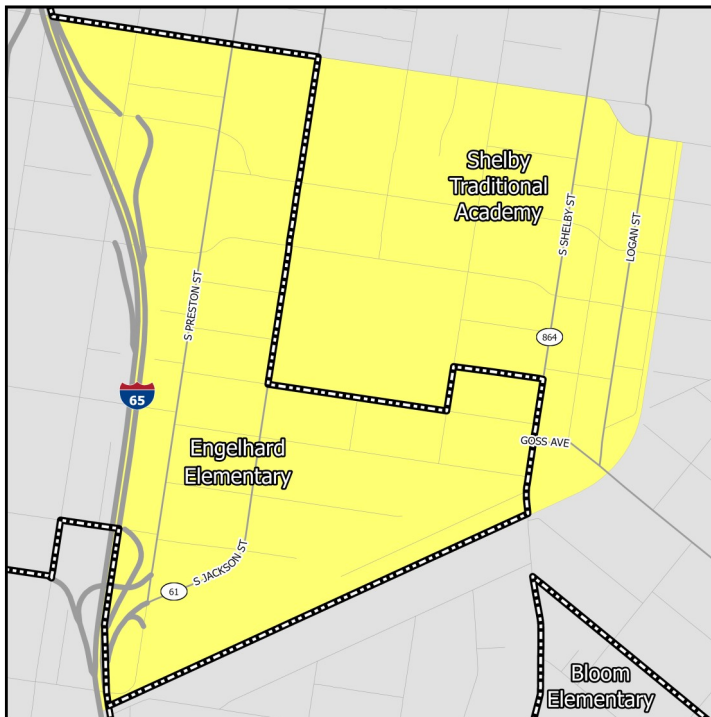 Shelby
Traditional
Academy
S SHELBY ST
LOGAN ST
S PRESTON ST
864
65
GOSS AVE
Engelhard
Elementary
S JACKSON ST
61
Bloom
Elementary